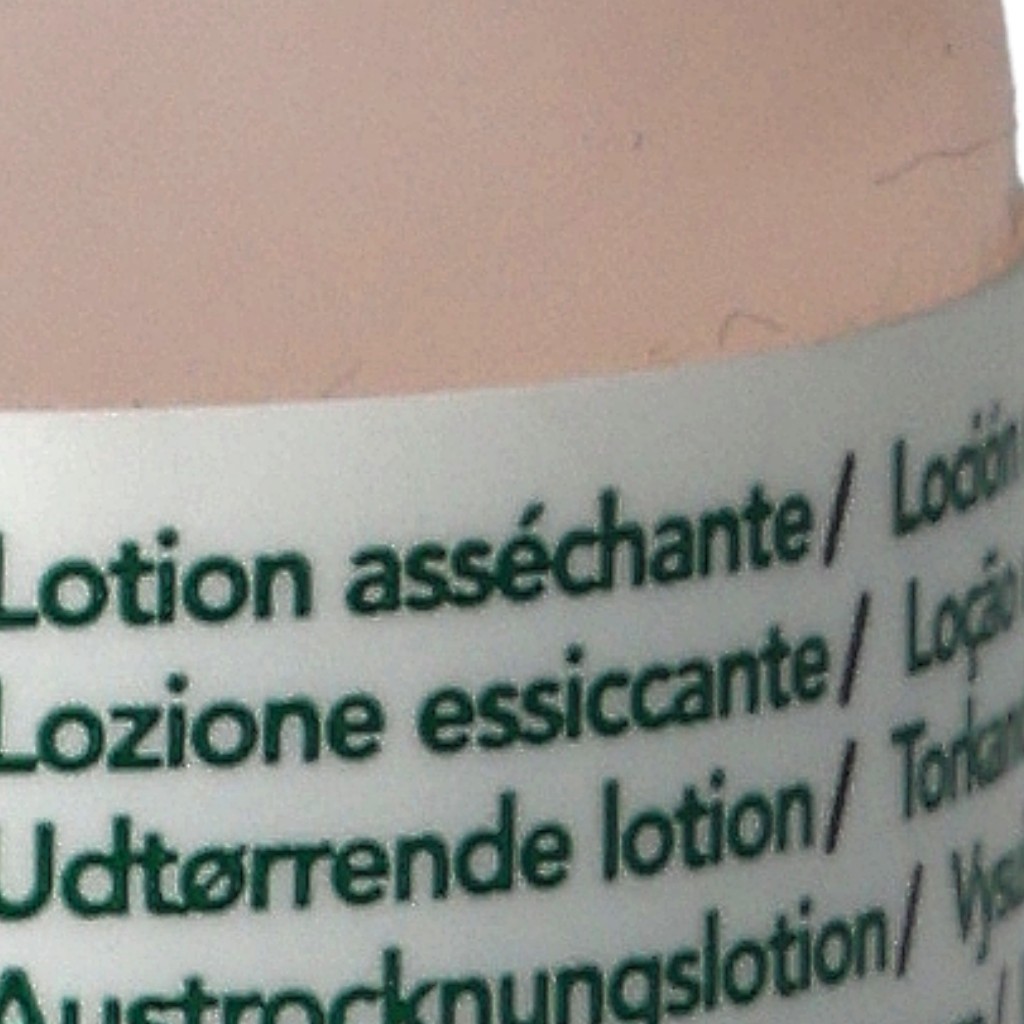 Lotion asséchante/ Loción
Lozione essiccante/ Loção
Udtørrende lotion/
Austrocknungslotion/